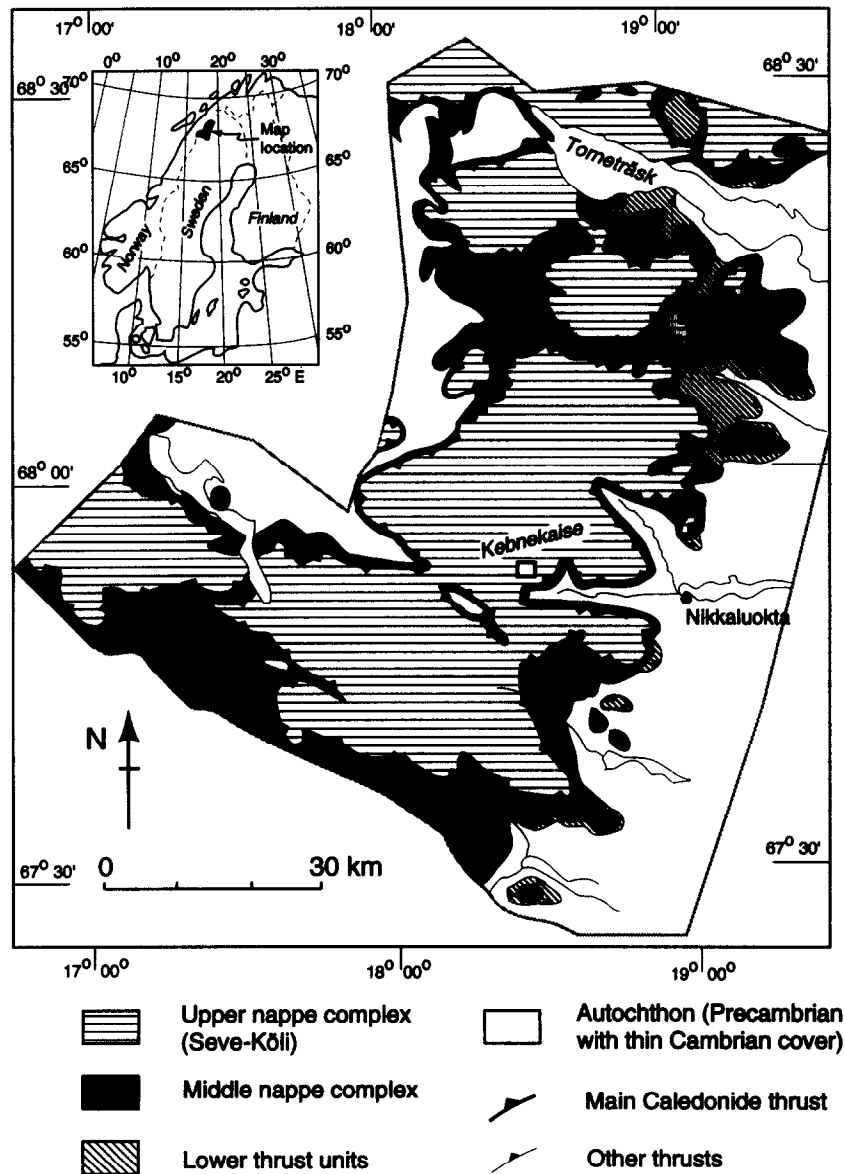 17° 00'
18° 00'
19° 00'
0° 10° 20° 30° 70°
70°
68° 30'
68° 30'
Map location
65°
65°
Tometräsk
Sweden
Finland
Norway
60°
60°
55°
55°
10° 15° 20° 25° E
68° 00'
Kebnekaise
Nikkaluokta
N
0 30 km
67° 30'
67° 30'
17° 00'
18° 00'
19° 00'
Upper nappe complex
(Seve-Köli)
Middle nappe complex
Lower thrust units
Autochthon (Precambrian
with thin Cambrian cover)
Main Caledonide thrust
Other thrusts